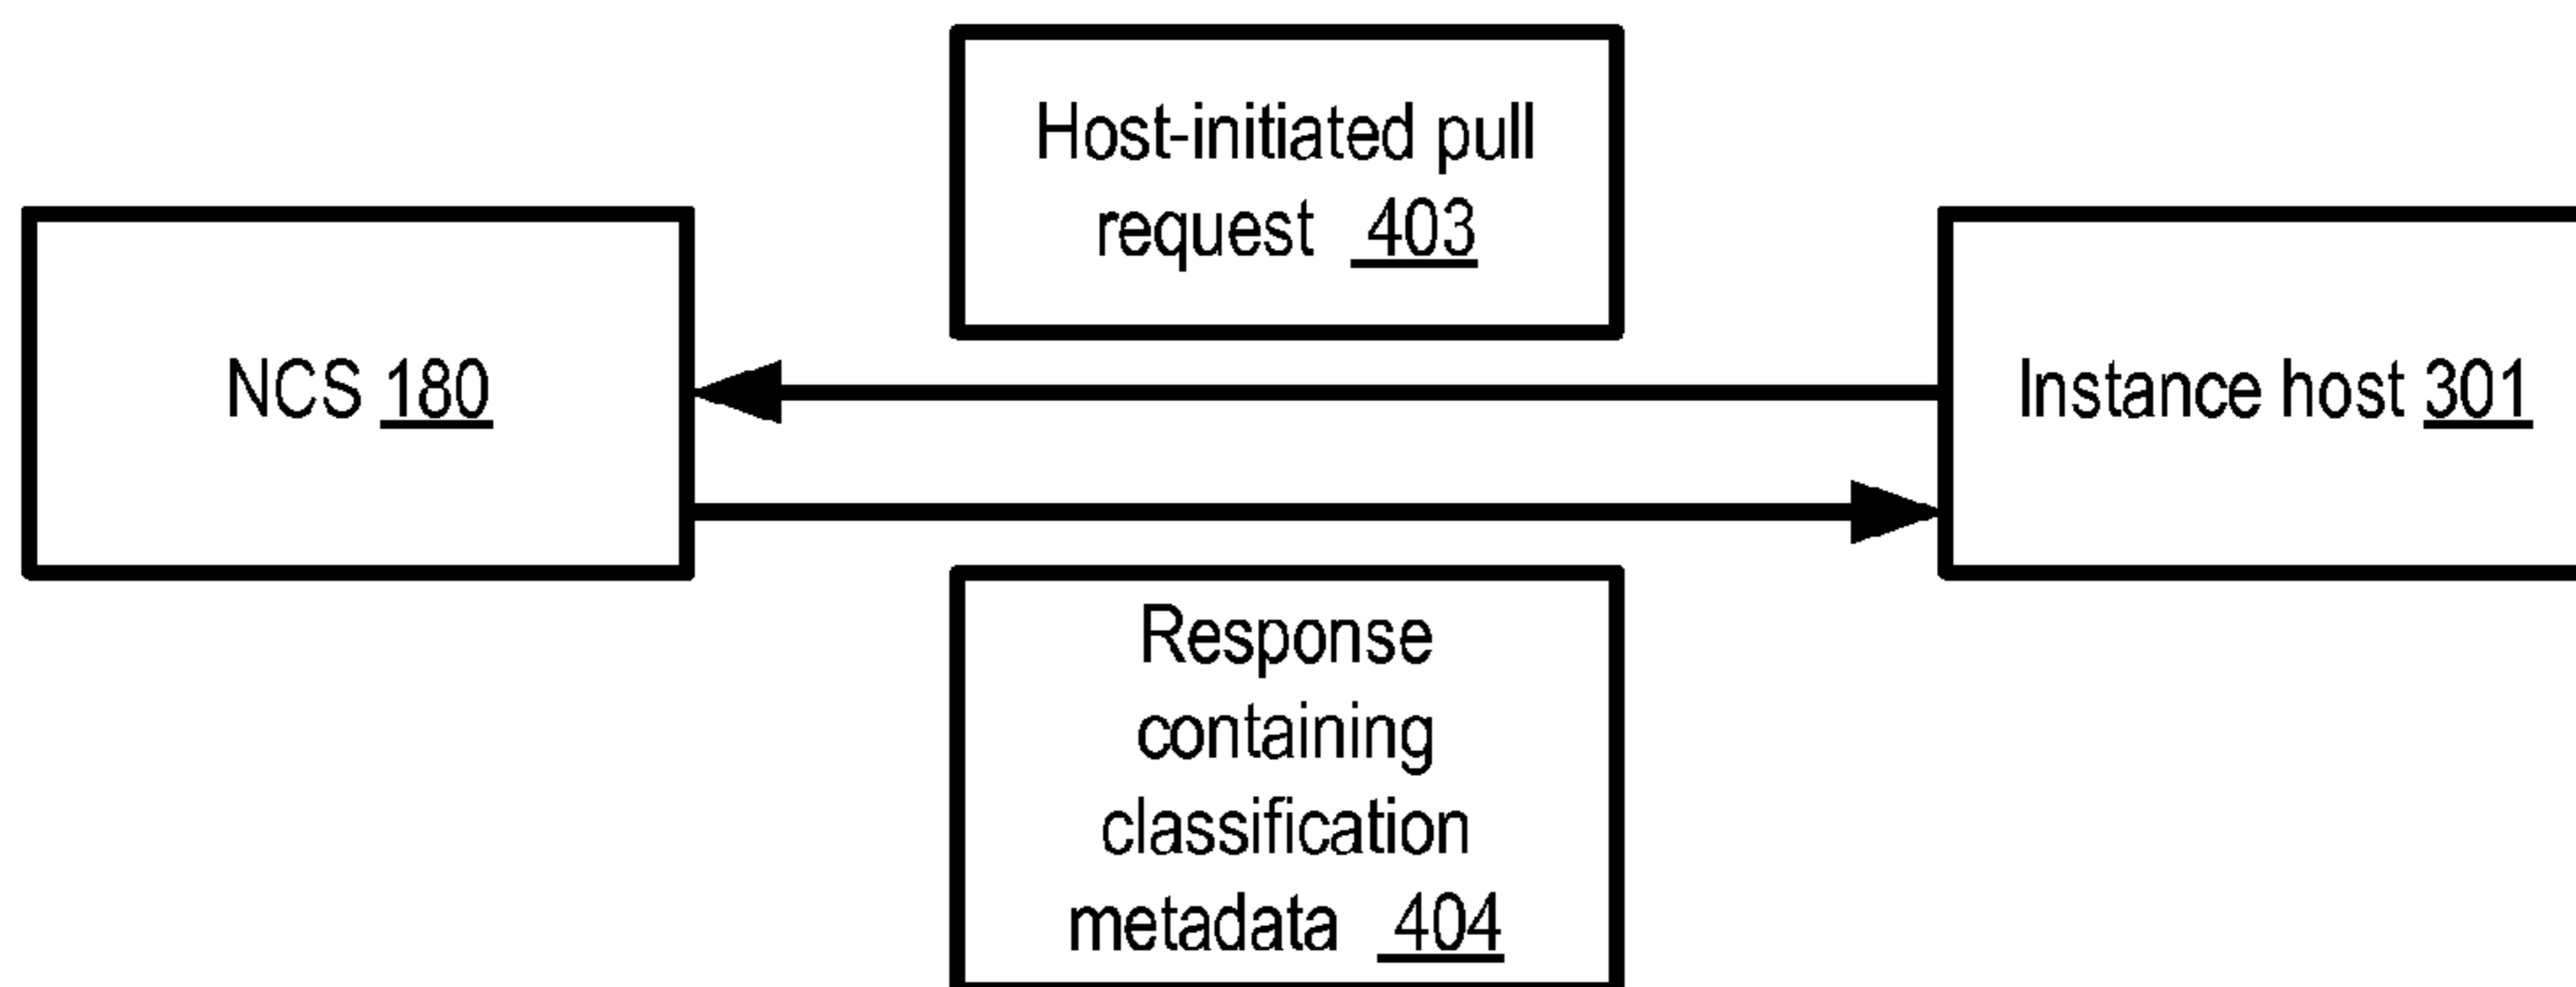 Host-initiated pull
request 403
NCS 180
Instance host 301
Response
containing
classification
metadata 404